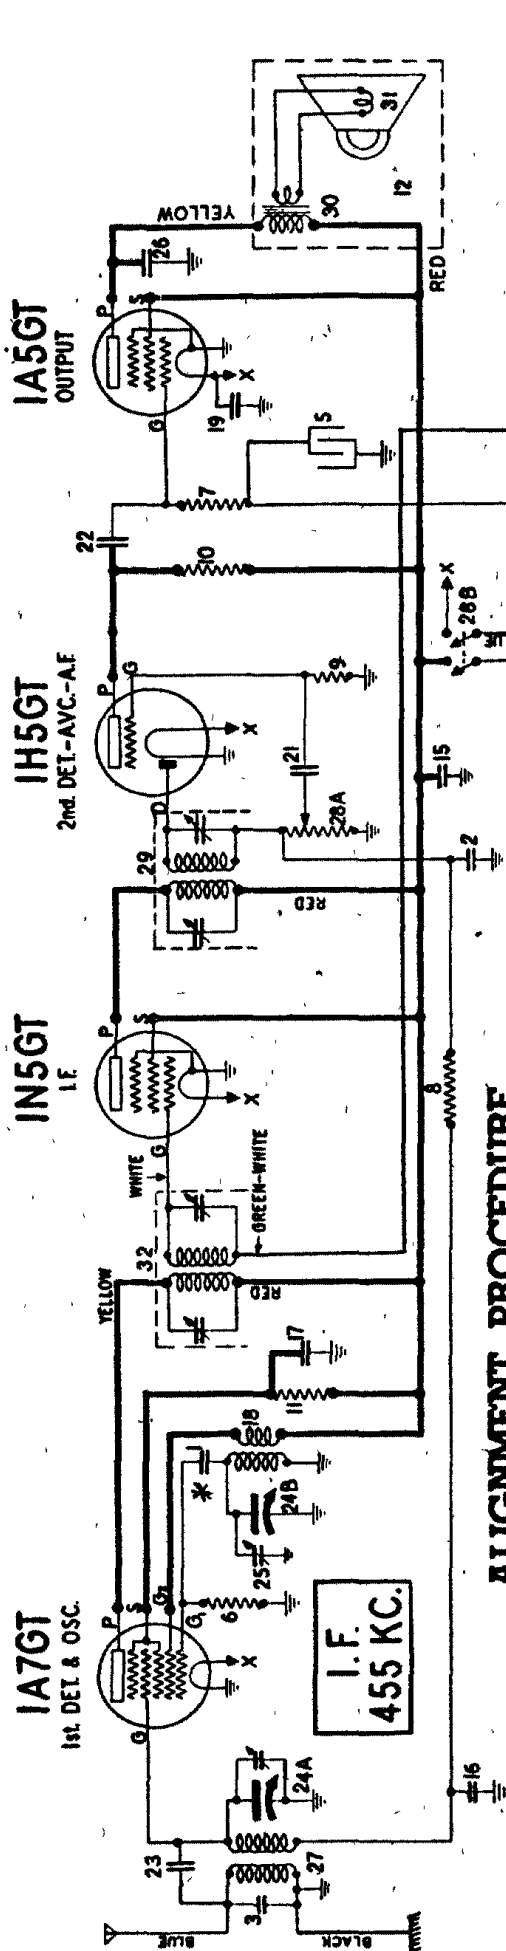 1A7GT
1st. DET. & OSC.
1N5GT
I.F.
1H5GT
2nd. DET.-AVC.-A.F.
1A5GT
OUTPUT
BLUE
BLACK
3
23
27
24A
16
G
P
S
G2
G1
X
6
25
24B
*
18
11
17
I.F.
455 KC.
YELLOW
32
RED
WHITE
GREEN-WHITE
G
P
S
X
8
29
RED
D
P
G
X
28A
21
9
2
15
28B
X
22
10
7
5
G
P
S
X
19
26
YELLOW
30
31
12
RED
ALIGNMENT PROCEDURE